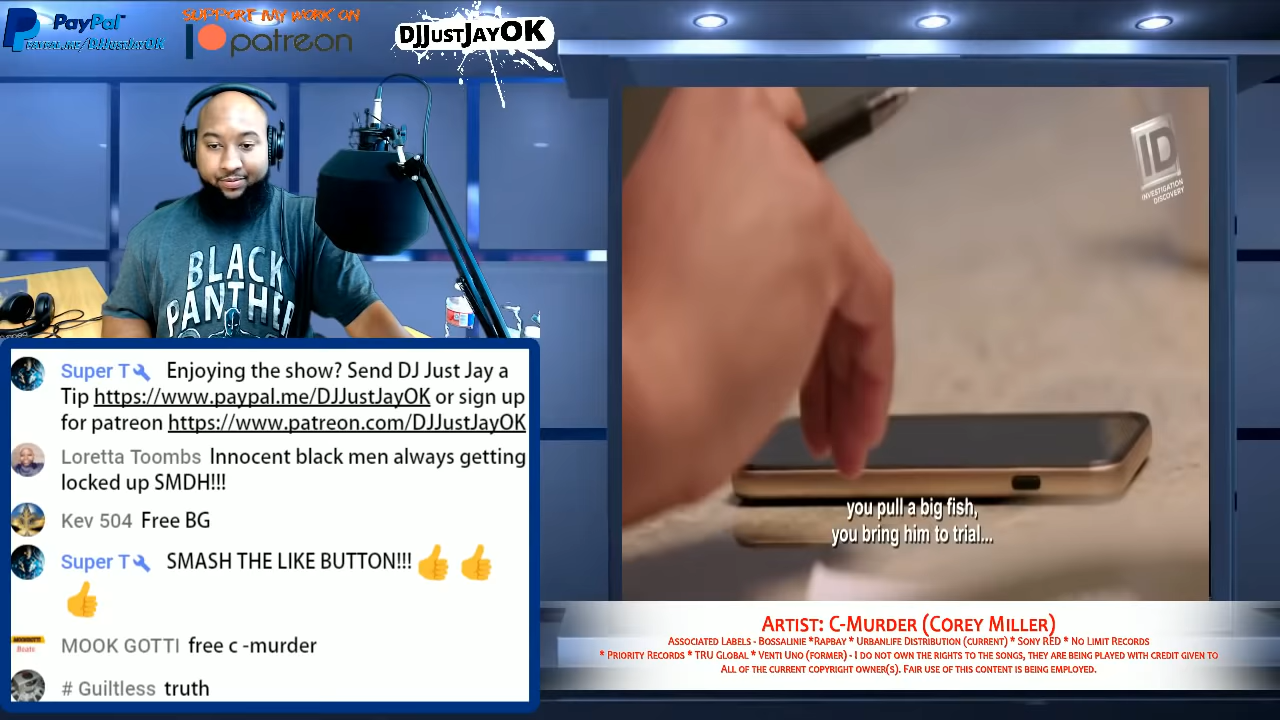 PayPal
PayPal.me/DJJustJayOK
SUPPORT MY WORK ON
patreon
DJJustJayOK
ID
INVESTIGATION
DISCOVERY
BLACK
PANTHER
Super T Enjoying the show? Send DJ Just Jay a
Tip https://www.paypal.me/DJJustJayOK or sign up
for patreon https://www.patreon.com/DJJustJayOK
Loretta Toombs Innocent black men always getting
locked up SMDH!!!
Kev 504 Free BG
Super T SMASH THE LIKE BUTTON!!! 👍 👍
👍
MOOK GOTTI free c -murder
# Guiltless truth
you pull a big fish,
you bring him to trial...
Artist: C-Murder (Corey Miller)
Associated Labels - Bossalinie *Rapbay * Urbanlife Distribution (current) * Sony RED * No Limit Records
* Priority Records * TRU Global * Venti Uno (Former) - I do not own the rights to the songs, they are being played with credit given to
All of the current copyright owner(s). Fair use of this content is being employed.